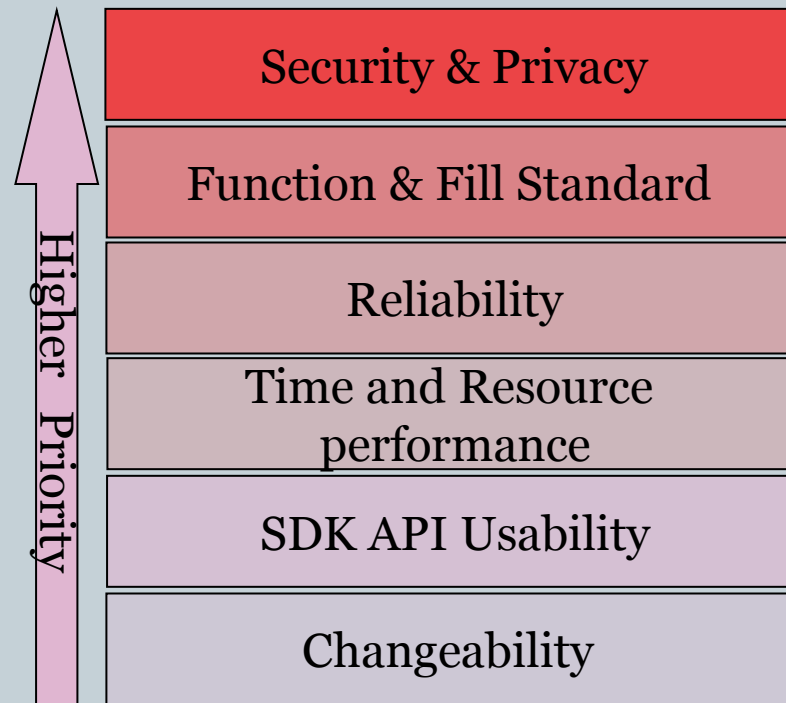 Security & Privacy
Function & Fill Standard
Reliability
Time and Resource
performance
SDK API Usability
Changeability
Higher Priority